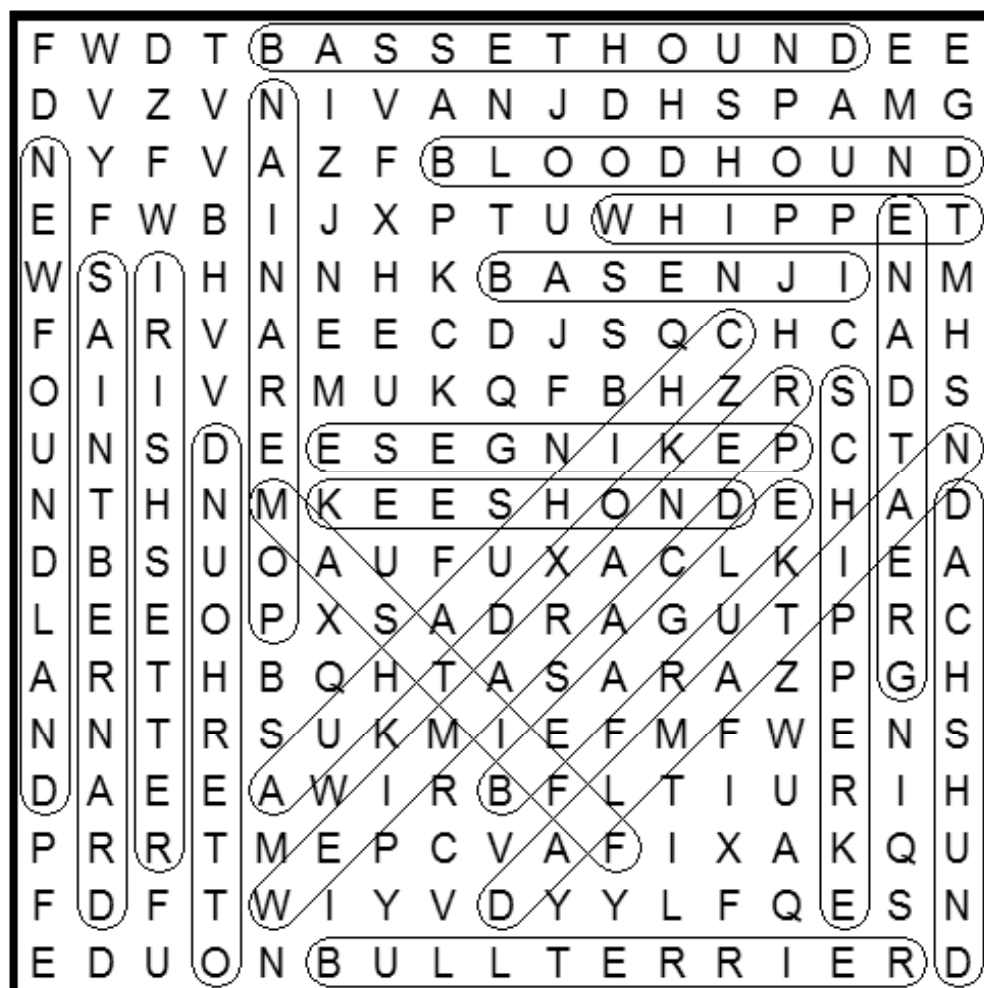 F W D T B A S S E T H O U N D E E
D V Z V N I V A N J D H S P A M G
N Y F V A Z F B L O O D H O U N D
E F W B I J X P T U W H I P P E T
W S I H N N H K B A S E N J I N M
F A R V A E E C D J S Q C H C A H
O I I V R M U K Q F B H Z R S D S
U N S D E E S E G N I K E P C T N
N T H N M K E E S H O N D E H A D
D B S U O A U F U X A C L K I E A
L E E O P X S A D R A G U T P R C
A R T H B Q H T A S A R A Z P G H
N N T R S U K M I E F M F W E N S
D A E E A W I R B F L T I U R I H
P R R T M E P C V A F I X A K Q U
F D F T W I Y V D Y Y L F Q E S N
E D U O N B U L L T E R R I E R D